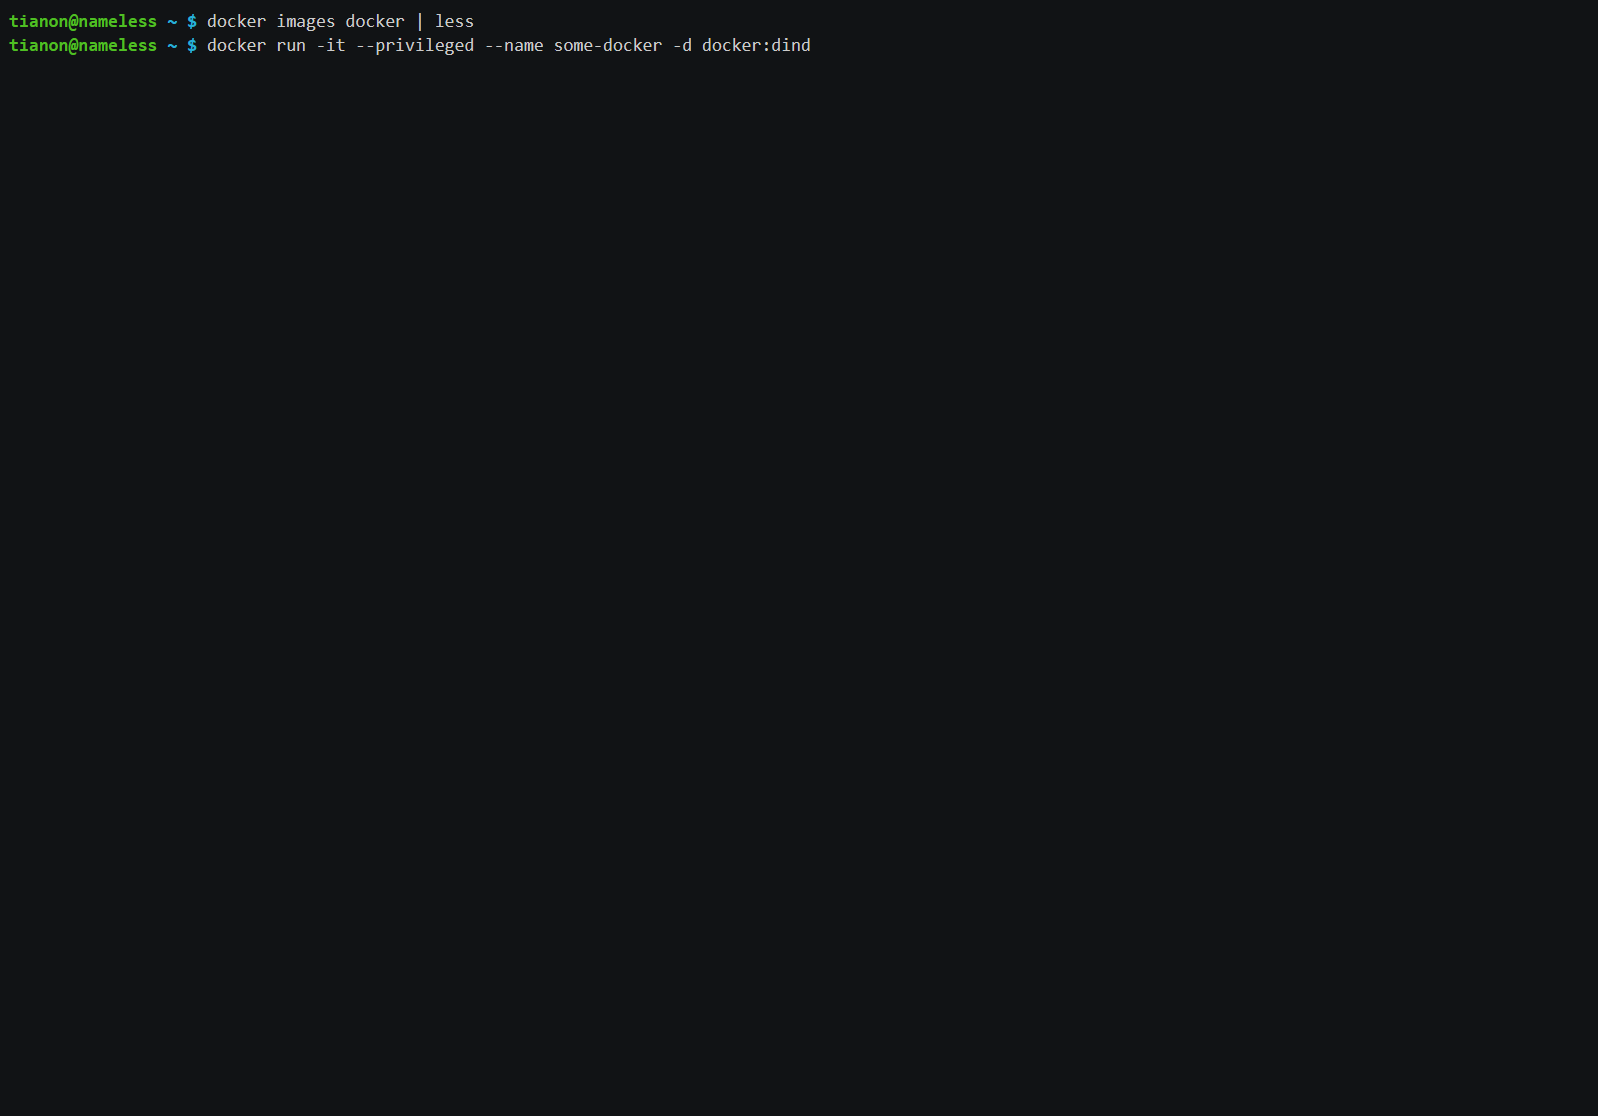 tianon@nameless ~ $ docker images docker | less
tianon@nameless ~ $ docker run -it --privileged --name some-docker -d docker:dind